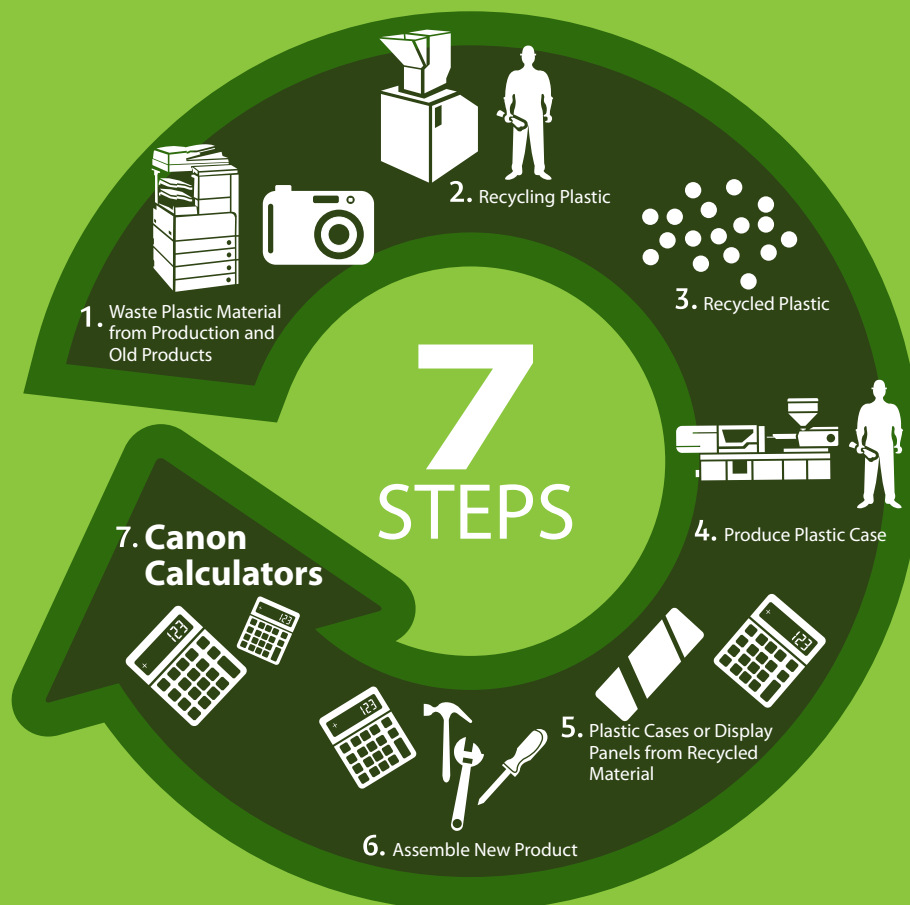 7
STEPS
1. Waste Plastic Material
from Production and
Old Products
2. Recycling Plastic
3. Recycled Plastic
4. Produce Plastic Case
5. Plastic Cases or Display
Panels from Recycled
Material
6. Assemble New Product
7. Canon
Calculators
123
123
123
123